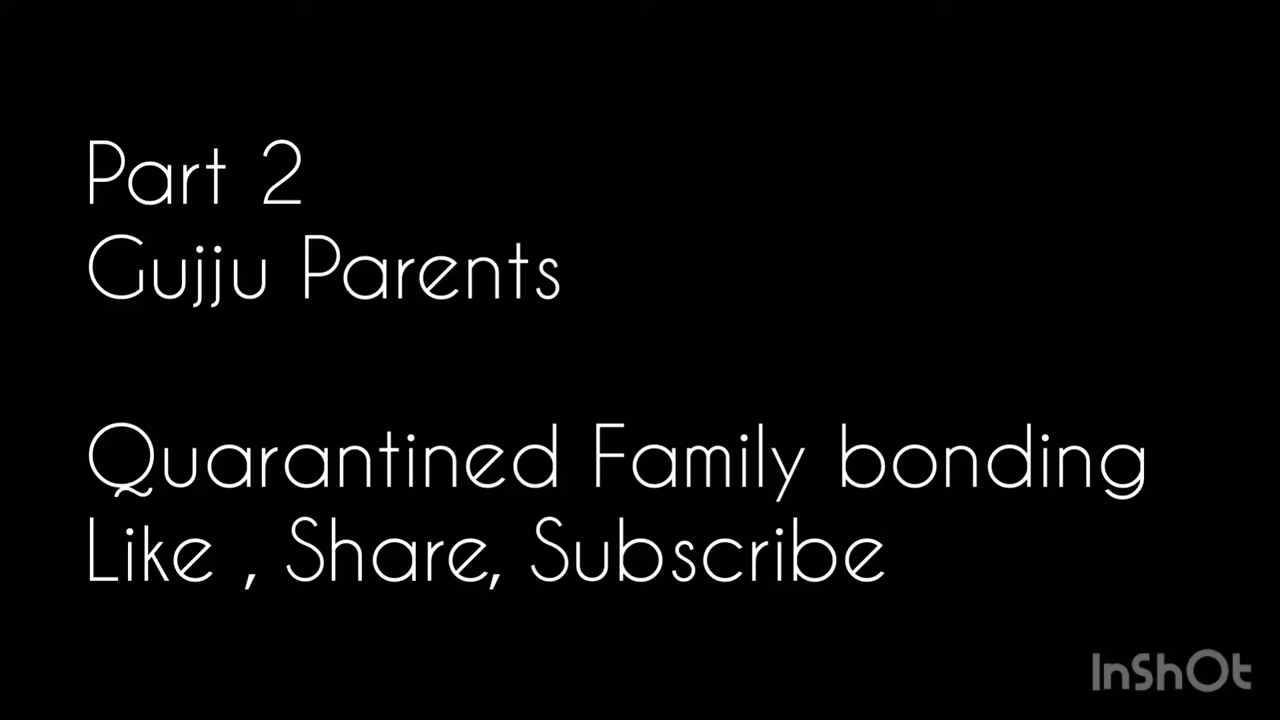 Part 2
Gujju Parents
Quarantined Family bonding
Like , Share, Subscribe
InShOt